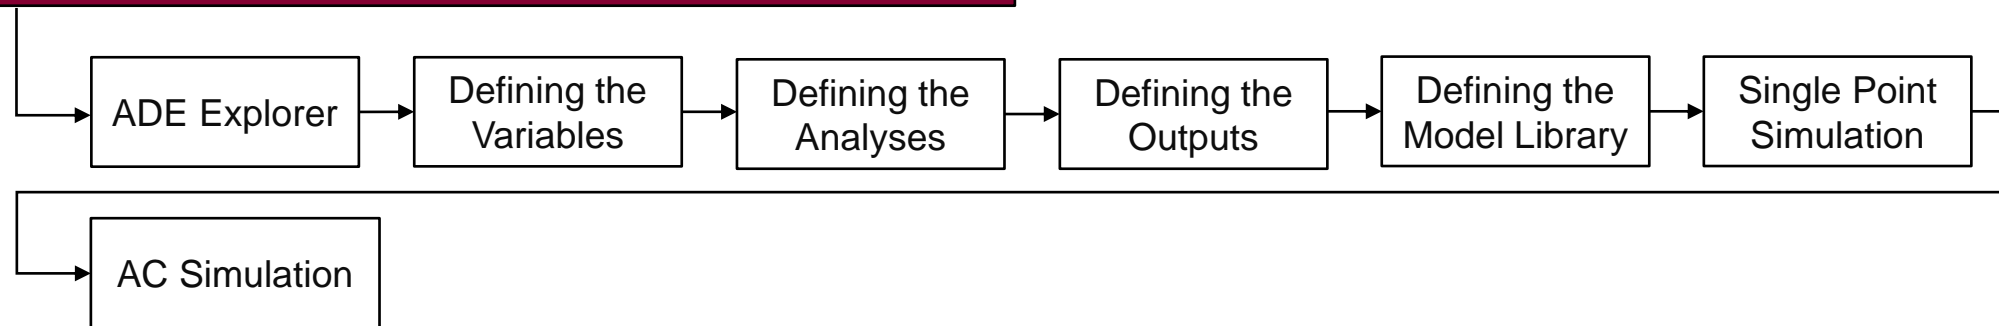 ADE Explorer
Defining the
Variables
Defining the
Analyses
Defining the
Outputs
Defining the
Model Library
Single Point
Simulation
AC Simulation